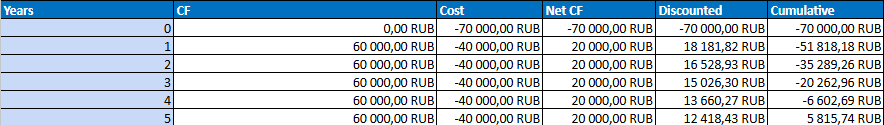 Years CF Cost Net CF Discounted Cumulative
0 0,00 RUB -70 000,00 RUB -70 000,00 RUB -70 000,00 RUB -70 000,00 RUB
1 60 000,00 RUB -40 000,00 RUB 20 000,00 RUB 18 181,82 RUB -51 818,18 RUB
2 60 000,00 RUB -40 000,00 RUB 20 000,00 RUB 16 528,93 RUB -35 289,26 RUB
3 60 000,00 RUB -40 000,00 RUB 20 000,00 RUB 15 026,30 RUB -20 262,96 RUB
4 60 000,00 RUB -40 000,00 RUB 20 000,00 RUB 13 660,27 RUB -6 602,69 RUB
5 60 000,00 RUB -40 000,00 RUB 20 000,00 RUB 12 418,43 RUB 5 815,74 RUB